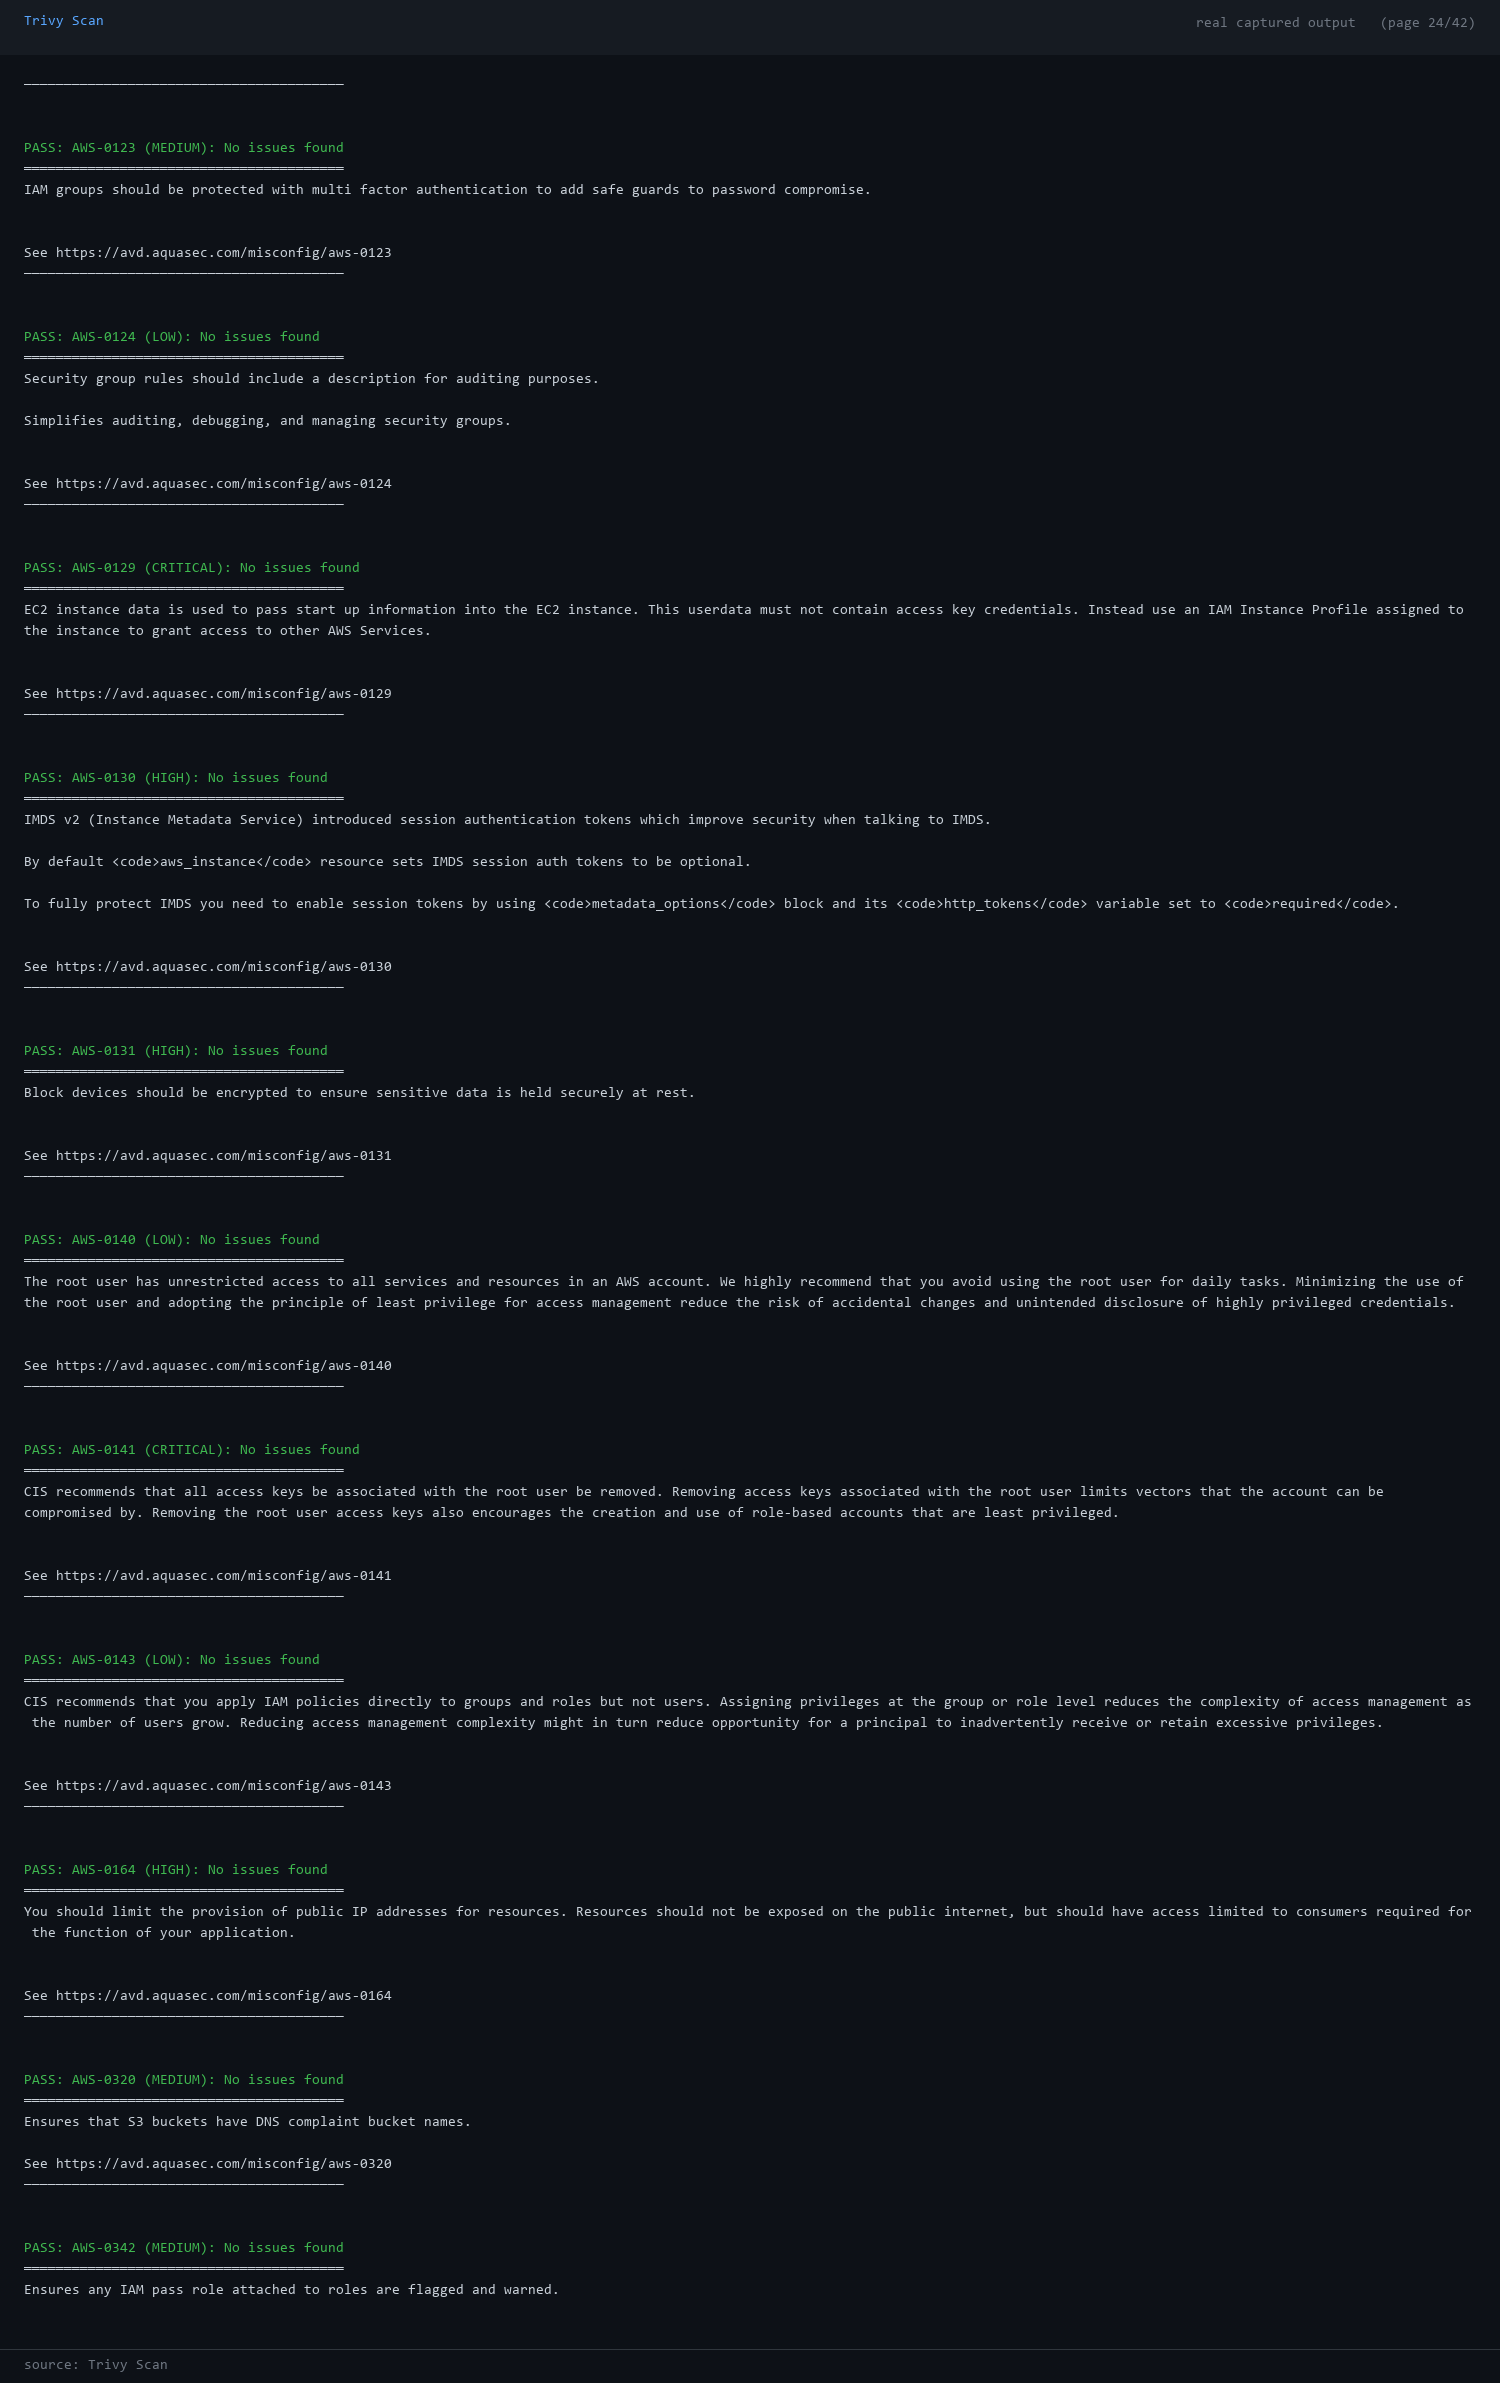 Trivy Scan
real captured output   (page 24/42)
────────────────────────────────────────
PASS: AWS-0123 (MEDIUM): No issues found
════════════════════════════════════════
IAM groups should be protected with multi factor authentication to add safe guards to password compromise.
See https://avd.aquasec.com/misconfig/aws-0123
────────────────────────────────────────
PASS: AWS-0124 (LOW): No issues found
════════════════════════════════════════
Security group rules should include a description for auditing purposes.
Simplifies auditing, debugging, and managing security groups.
See https://avd.aquasec.com/misconfig/aws-0124
────────────────────────────────────────
PASS: AWS-0129 (CRITICAL): No issues found
════════════════════════════════════════
EC2 instance data is used to pass start up information into the EC2 instance. This userdata must not contain access key credentials. Instead use an IAM Instance Profile assigned to
the instance to grant access to other AWS Services.
See https://avd.aquasec.com/misconfig/aws-0129
────────────────────────────────────────
PASS: AWS-0130 (HIGH): No issues found
════════════════════════════════════════
IMDS v2 (Instance Metadata Service) introduced session authentication tokens which improve security when talking to IMDS.
By default <code>aws_instance</code> resource sets IMDS session auth tokens to be optional.
To fully protect IMDS you need to enable session tokens by using <code>metadata_options</code> block and its <code>http_tokens</code> variable set to <code>required</code>.
See https://avd.aquasec.com/misconfig/aws-0130
────────────────────────────────────────
PASS: AWS-0131 (HIGH): No issues found
════════════════════════════════════════
Block devices should be encrypted to ensure sensitive data is held securely at rest.
See https://avd.aquasec.com/misconfig/aws-0131
────────────────────────────────────────
PASS: AWS-0140 (LOW): No issues found
════════════════════════════════════════
The root user has unrestricted access to all services and resources in an AWS account. We highly recommend that you avoid using the root user for daily tasks. Minimizing the use of
the root user and adopting the principle of least privilege for access management reduce the risk of accidental changes and unintended disclosure of highly privileged credentials.
See https://avd.aquasec.com/misconfig/aws-0140
────────────────────────────────────────
PASS: AWS-0141 (CRITICAL): No issues found
════════════════════════════════════════
CIS recommends that all access keys be associated with the root user be removed. Removing access keys associated with the root user limits vectors that the account can be
compromised by. Removing the root user access keys also encourages the creation and use of role-based accounts that are least privileged.
See https://avd.aquasec.com/misconfig/aws-0141
────────────────────────────────────────
PASS: AWS-0143 (LOW): No issues found
════════════════════════════════════════
CIS recommends that you apply IAM policies directly to groups and roles but not users. Assigning privileges at the group or role level reduces the complexity of access management as
the number of users grow. Reducing access management complexity might in turn reduce opportunity for a principal to inadvertently receive or retain excessive privileges.
See https://avd.aquasec.com/misconfig/aws-0143
────────────────────────────────────────
PASS: AWS-0164 (HIGH): No issues found
════════════════════════════════════════
You should limit the provision of public IP addresses for resources. Resources should not be exposed on the public internet, but should have access limited to consumers required for
the function of your application.
See https://avd.aquasec.com/misconfig/aws-0164
────────────────────────────────────────
PASS: AWS-0320 (MEDIUM): No issues found
════════════════════════════════════════
Ensures that S3 buckets have DNS complaint bucket names.
See https://avd.aquasec.com/misconfig/aws-0320
────────────────────────────────────────
PASS: AWS-0342 (MEDIUM): No issues found
════════════════════════════════════════
Ensures any IAM pass role attached to roles are flagged and warned.
source: Trivy Scan